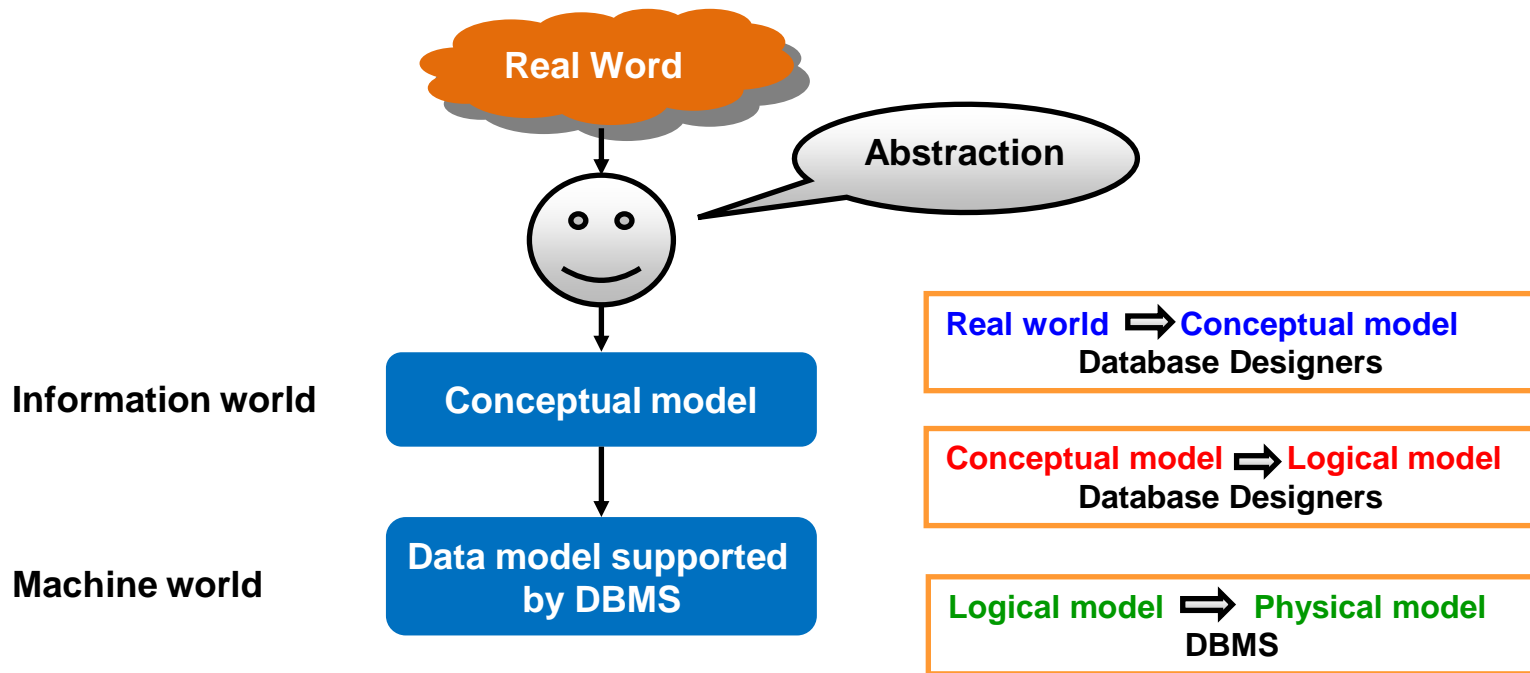 Real Word
Abstraction
Information world
Conceptual model
Machine world
Data model supported
by DBMS
Real world Conceptual model
Database Designers
Conceptual model Logical model
Database Designers
Logical model Physical model
DBMS